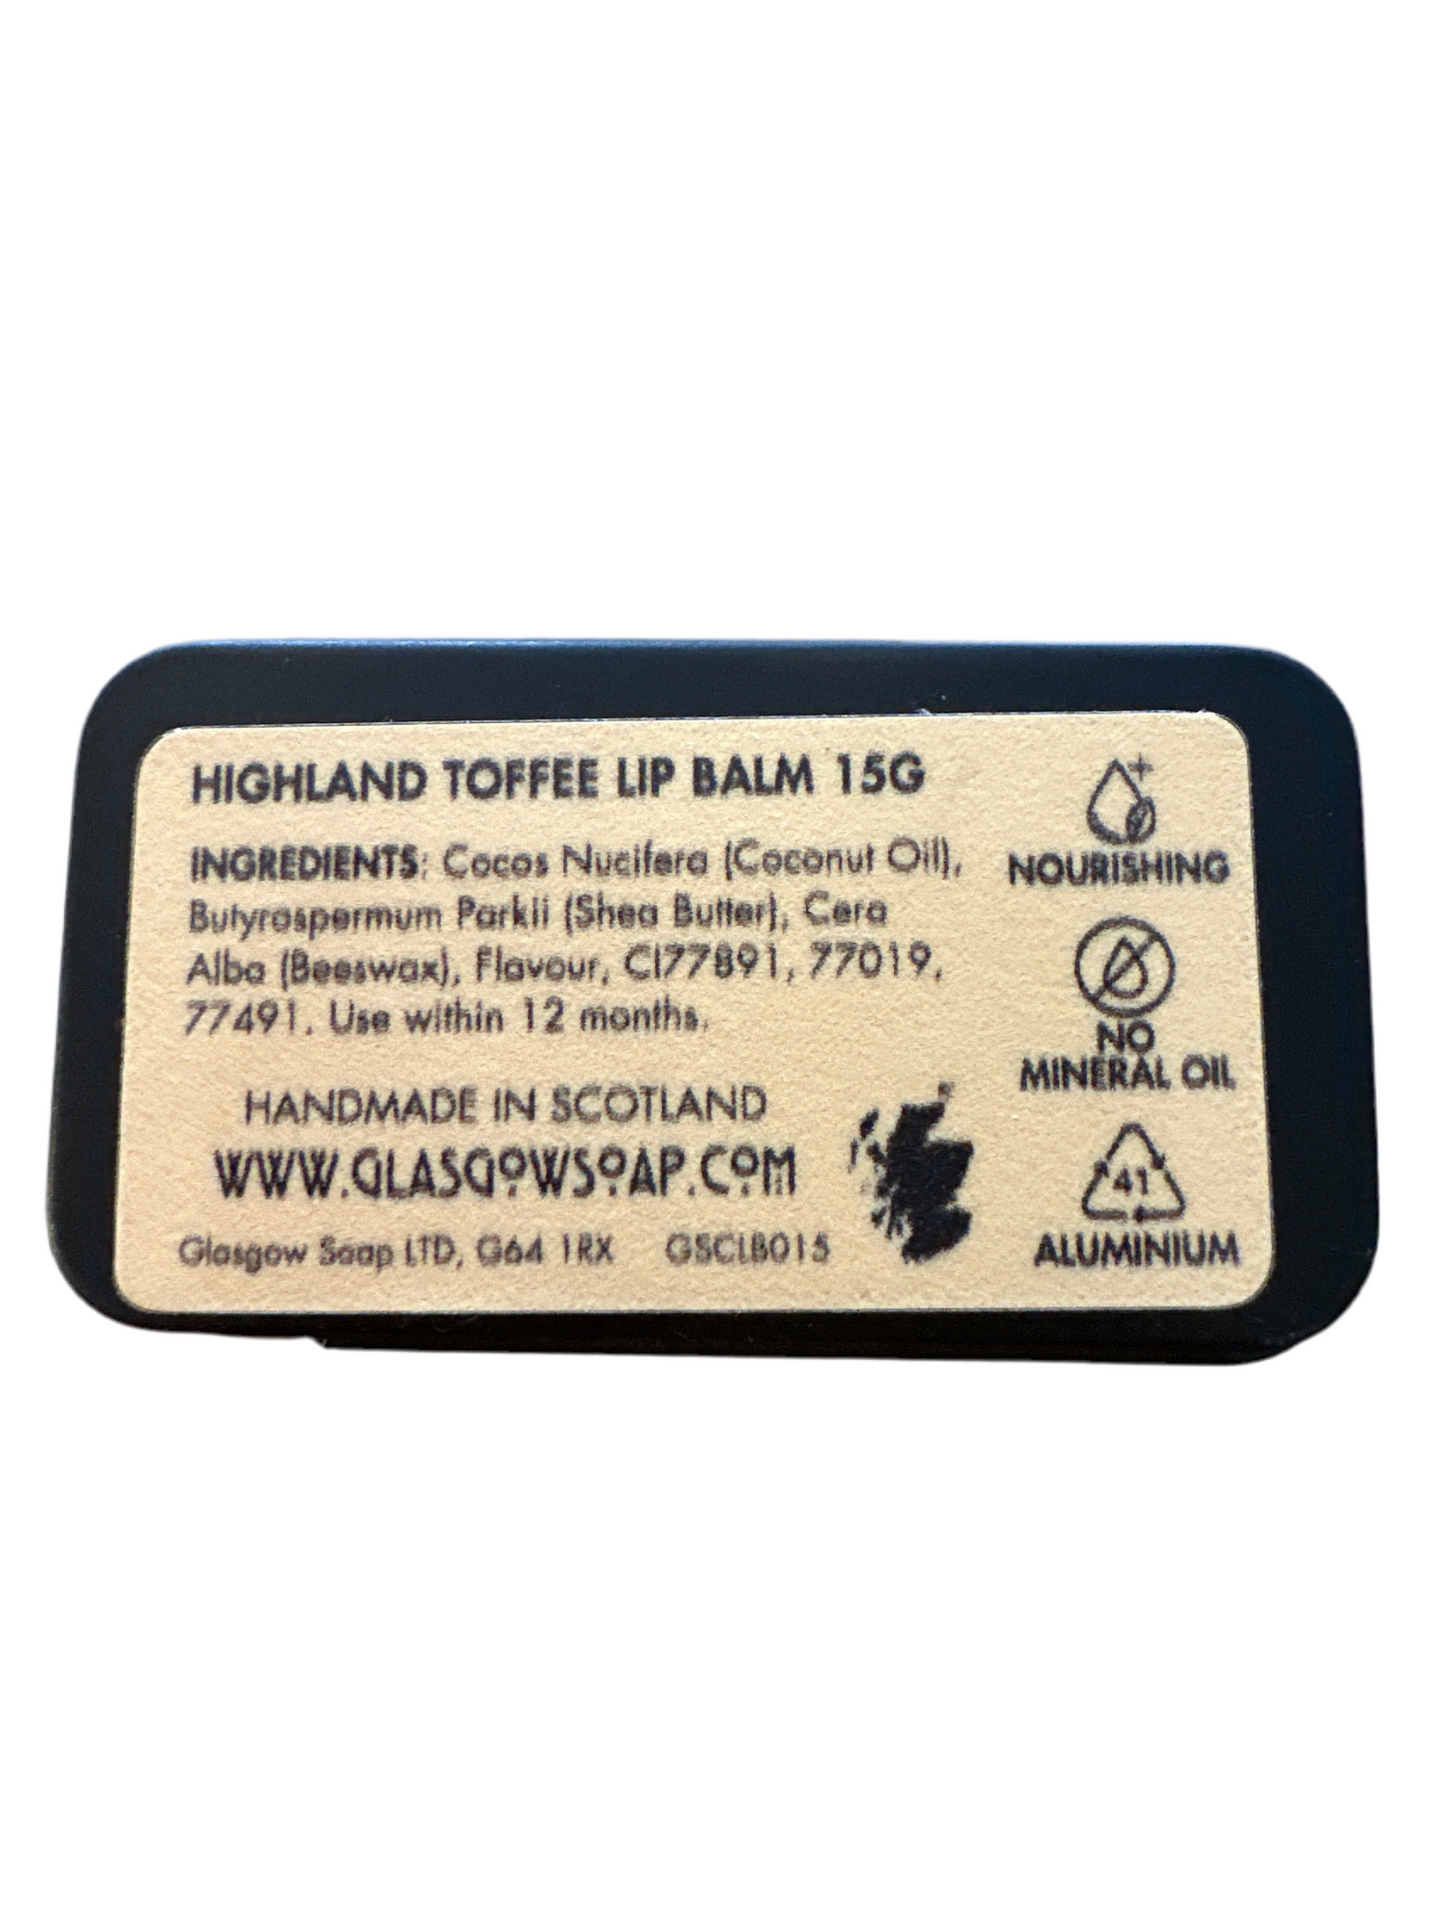 HIGHLAND TOFFEE LIP BALM 15G
INGREDIENTS: Cocos Nucifera (Coconut Oil),
Butyrospermum Parkii (Shea Butter), Cera
Alba (Beeswax), Flavour, CI77891, 77019,
77491. Use within 12 months.
HANDMADE IN SCOTLAND
WWW.GLASGOWSOAP.COM
Glasgow Soap LTD, G64 1RX GSCLB015
NOURISHING
NO
MINERAL OIL
41
ALUMINIUM